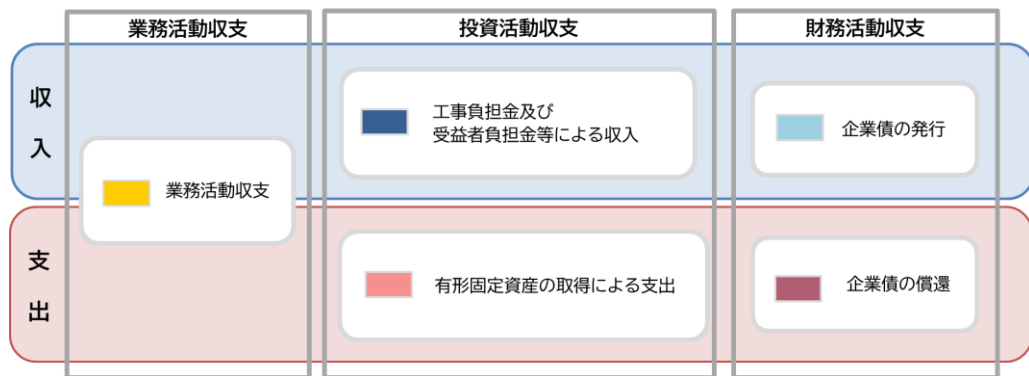 業務活動収支
投資活動収支
財務活動収支
収
入
工事負担金及び
受益者負担金等による収入
企業債の発行
業務活動収支
支
出
有形固定資産の取得による支出
企業債の償還